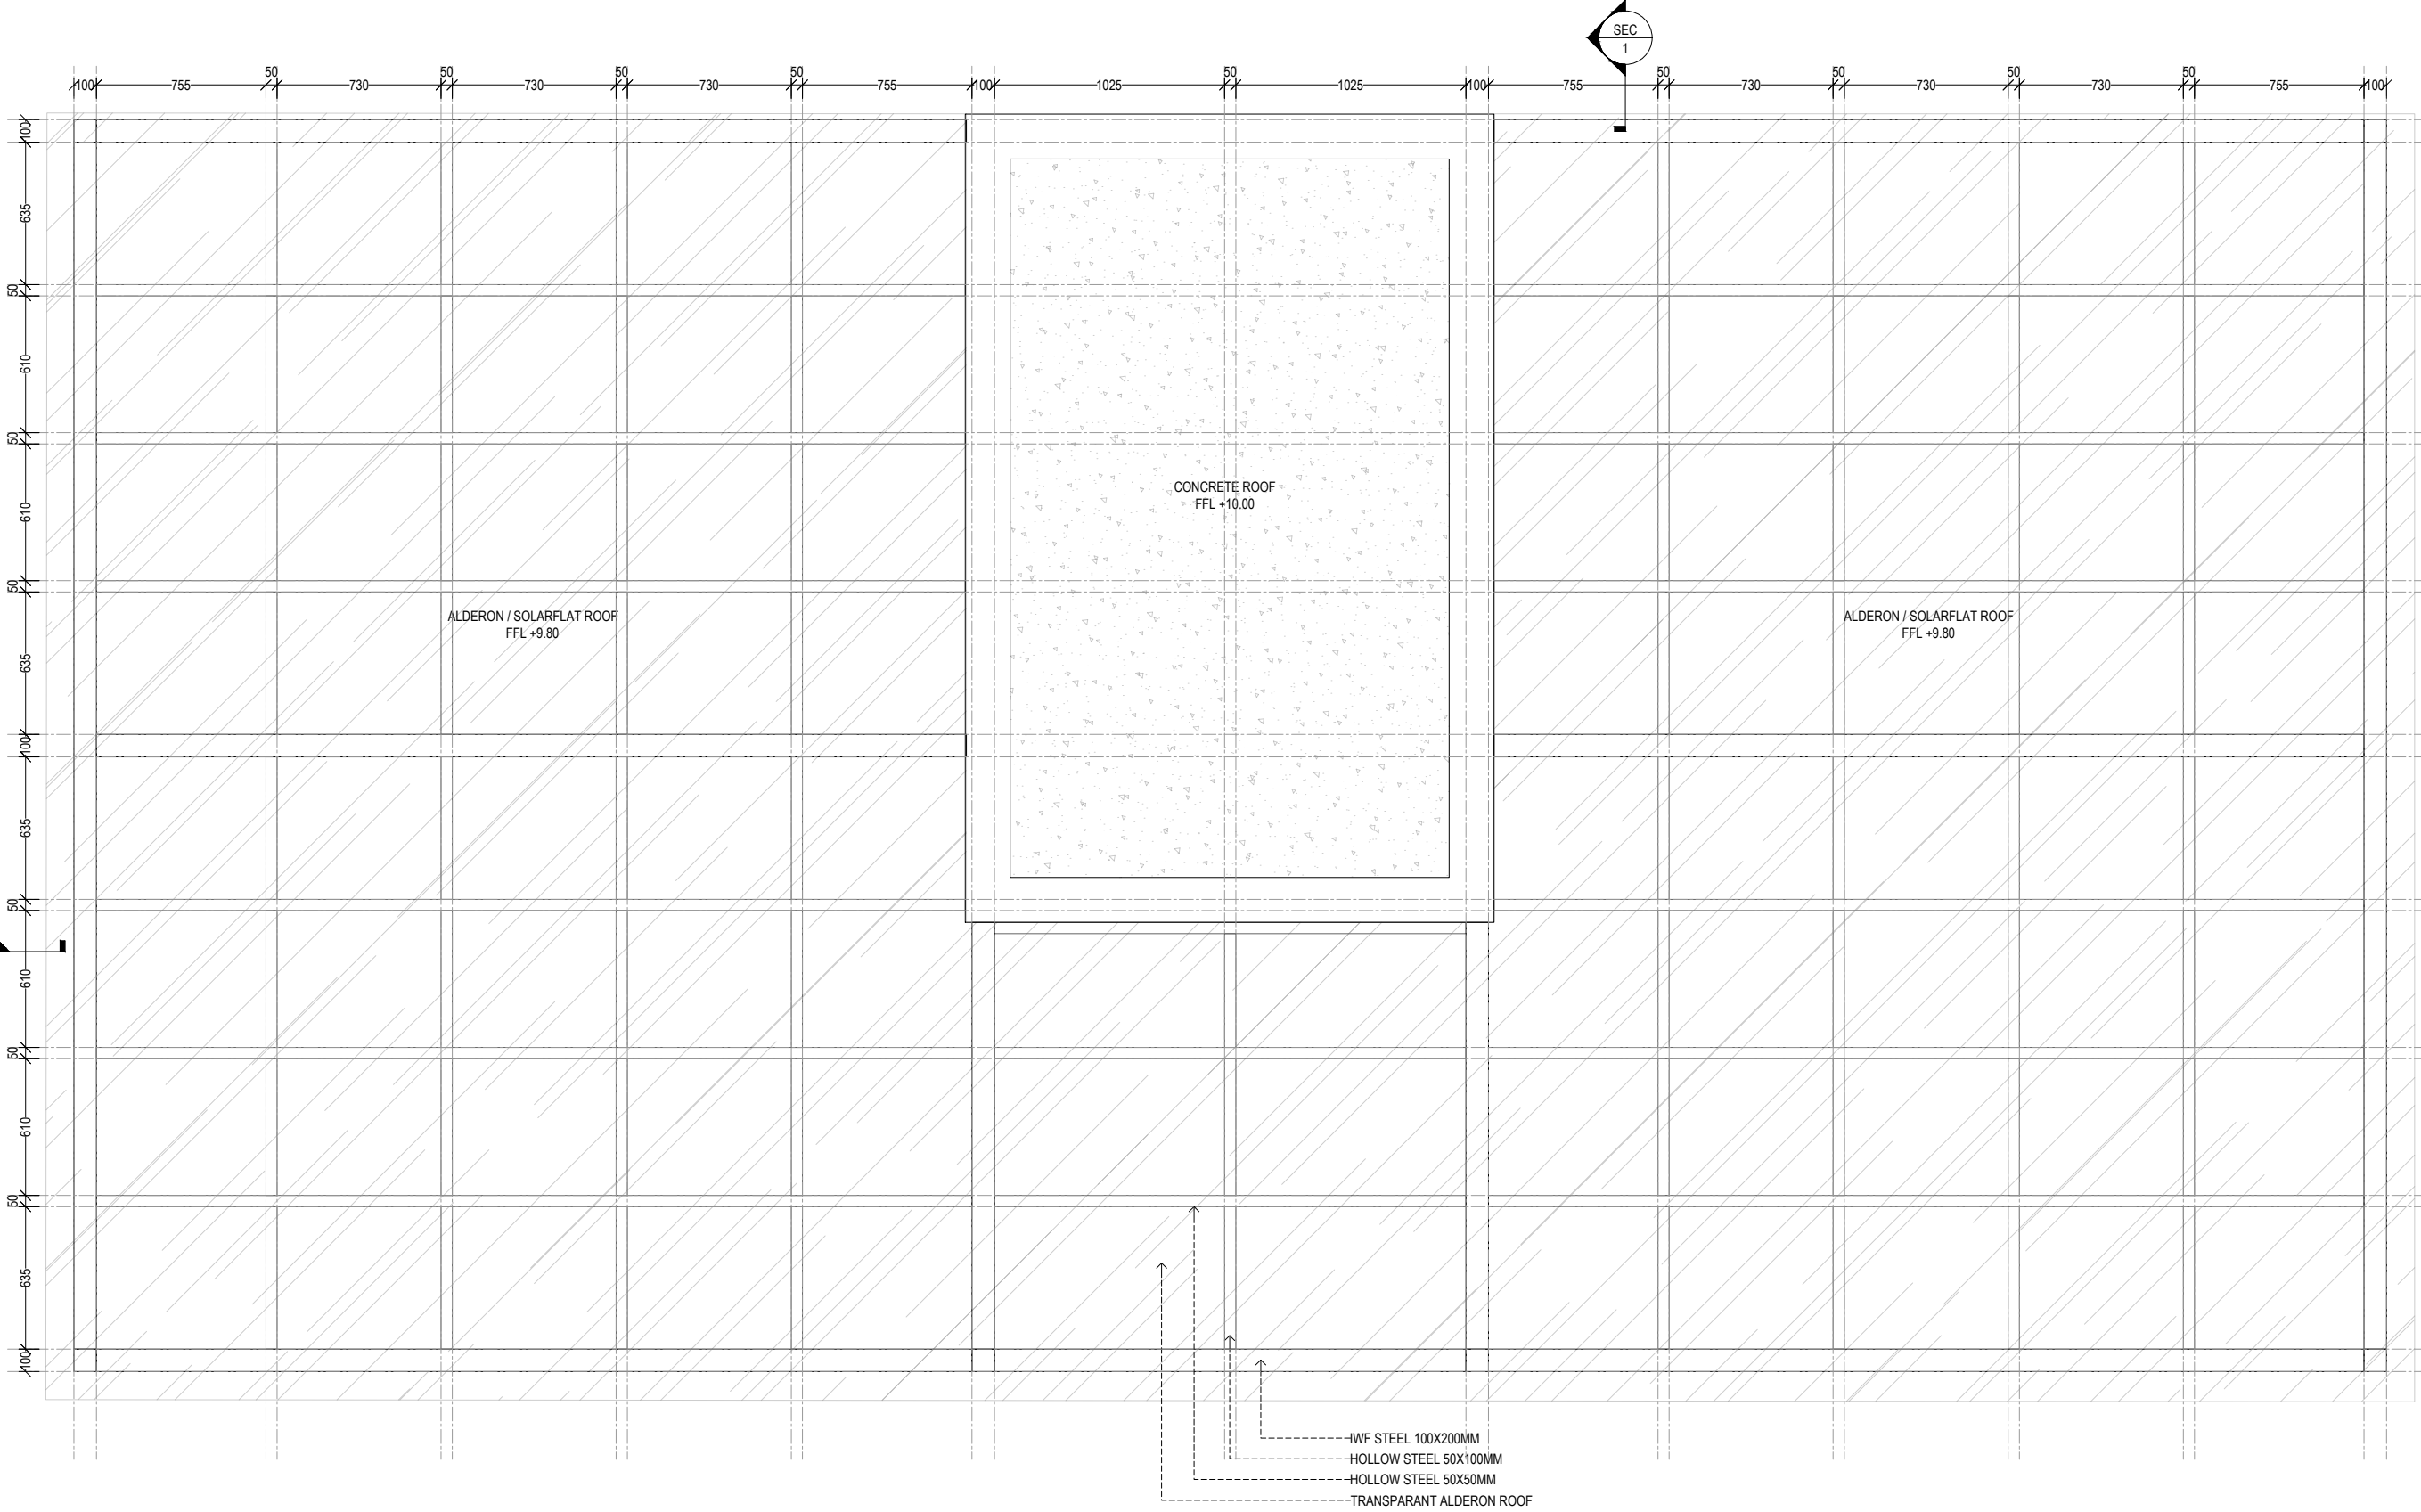 SEC
1
100 755 50 730 50 730 50 730 50 755 100 1025 50 1025 100 755 50 730 50 730 50 730 50 755 100
100
635
50
610
50
610
50
635
100
635
50
610
50
610
50
635
100
CONCRETE ROOF
FFL +10.00
ALDERON / SOLARFLAT ROOF
FFL +9.80
ALDERON / SOLARFLAT ROOF
FFL +9.80
IWF STEEL 100X200MM
HOLLOW STEEL 50X100MM
HOLLOW STEEL 50X50MM
TRANSPARANT ALDERON ROOF